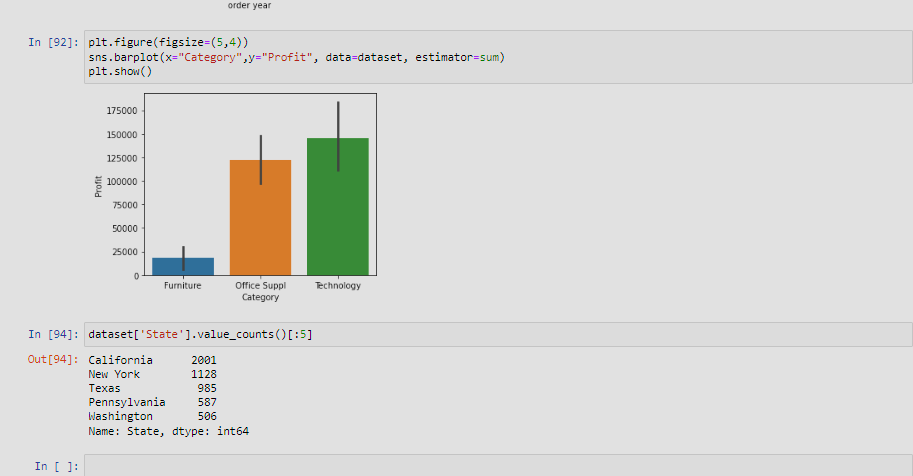 order year
In [92]: plt.figure(figsize=(5,4))
sns.barplot(x="Category",y="Profit", data=dataset, estimator=sum)
plt.show()
175000
150000
125000
100000
75000
50000
25000
0
Profit
Furniture Office Suppl Technology
Category
In [94]: dataset['State'].value_counts()[:5]
Out[94]: California 2001
New York 1128
Texas 985
Pennsylvania 587
Washington 506
Name: State, dtype: int64
In [ ]: